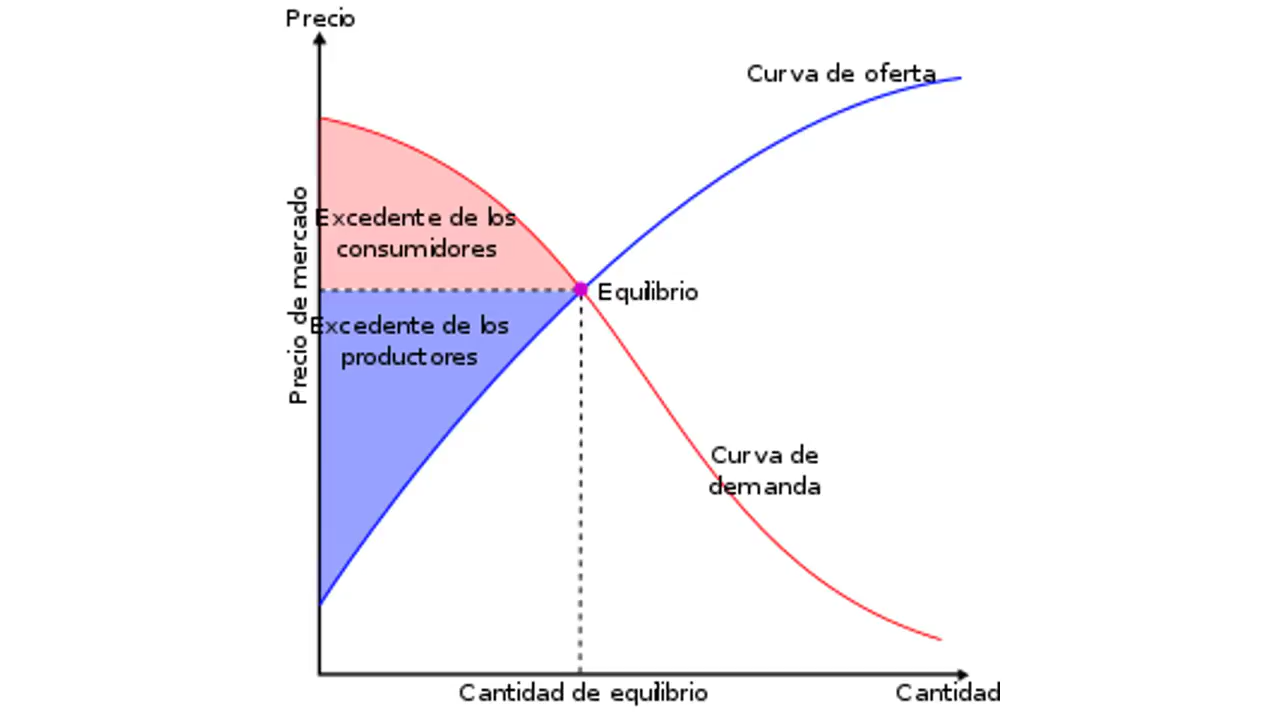 Precio
Curva de oferta
Precio de mercado
Excedente de los
consumidores
Equilibrio
Excedente de los
productores
Curva de
demanda
Cantidad de equilibrio
Cantidad